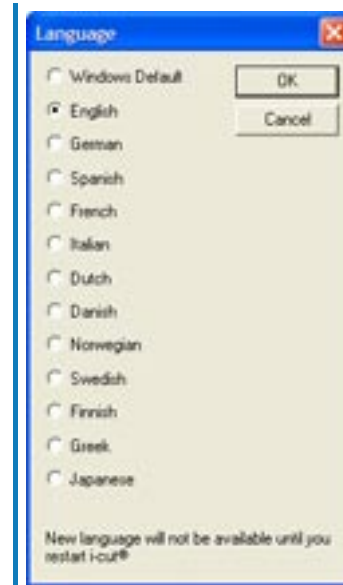 Language
Windows Default
OK
English
Cancel
German
Spanish
French
Italian
Dutch
Danish
Norwegian
Swedish
Finnish
Greek
Japanese
New language will not be available until you
restart i-cut®